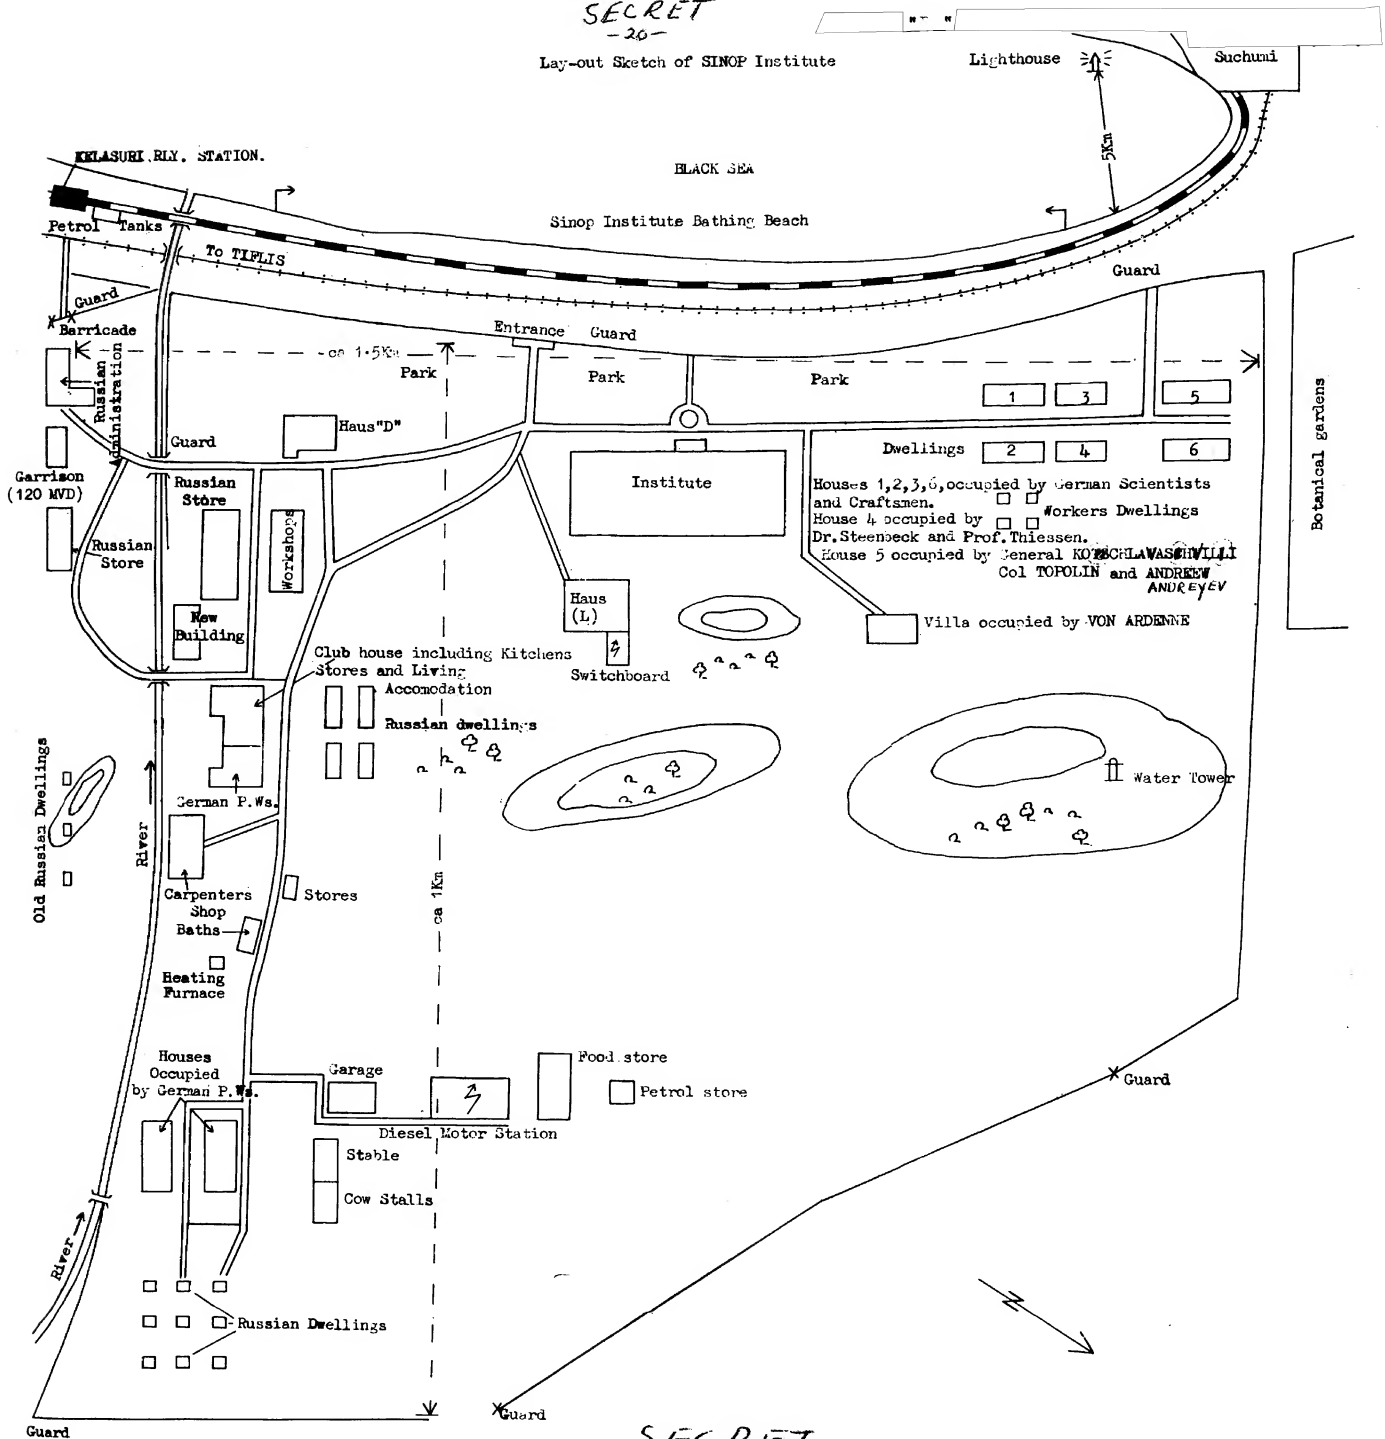 SECRET
-20-
Lay-out Sketch of SINOP Institute
Lighthouse
Suchumi
5Km
KELASURI.RLY. STATION.
BLACK SEA
Petrol Tanks
Sinop Institute Bathing Beach
To TIFLIS
Guard
Guard
Barricade
Entrance Guard
ca 1·5Km
Park
Park
Park
Russian
Administration
1
3
5
Haus"D"
Guard
Dwellings
2
4
6
Botanical gardens
Garrison
(120 MVD)
Russian
Store
Institute
Houses 1,2,3,6,occupied by German Scientists
and Craftsmen.
Workers Dwellings
House 4 occupied by
Dr.Steenbeck and Prof.Thiessen.
House 5 occupied by General
Col TOPOLIN and ANDREEW
ANDREYEV
Workshops
Russian
Store
Haus
(L)
New
Building
Villa occupied by VON ARDENNE
Club house including Kitchens
Stores and Living
Accomodation
Switchboard
Russian dwellings
Old Russian Dwellings
Water Tower
German P.Ws.
River
Carpenters
Shop
Stores
ca 1Km
Baths
Heating
Furnace
Houses
Occupied
by German P.Ws.
Garage
Food store
Petrol store
Guard
Diesel Motor Station
Stable
Cow Stalls
River
N
Russian Dwellings
Guard
Guard
SECRET